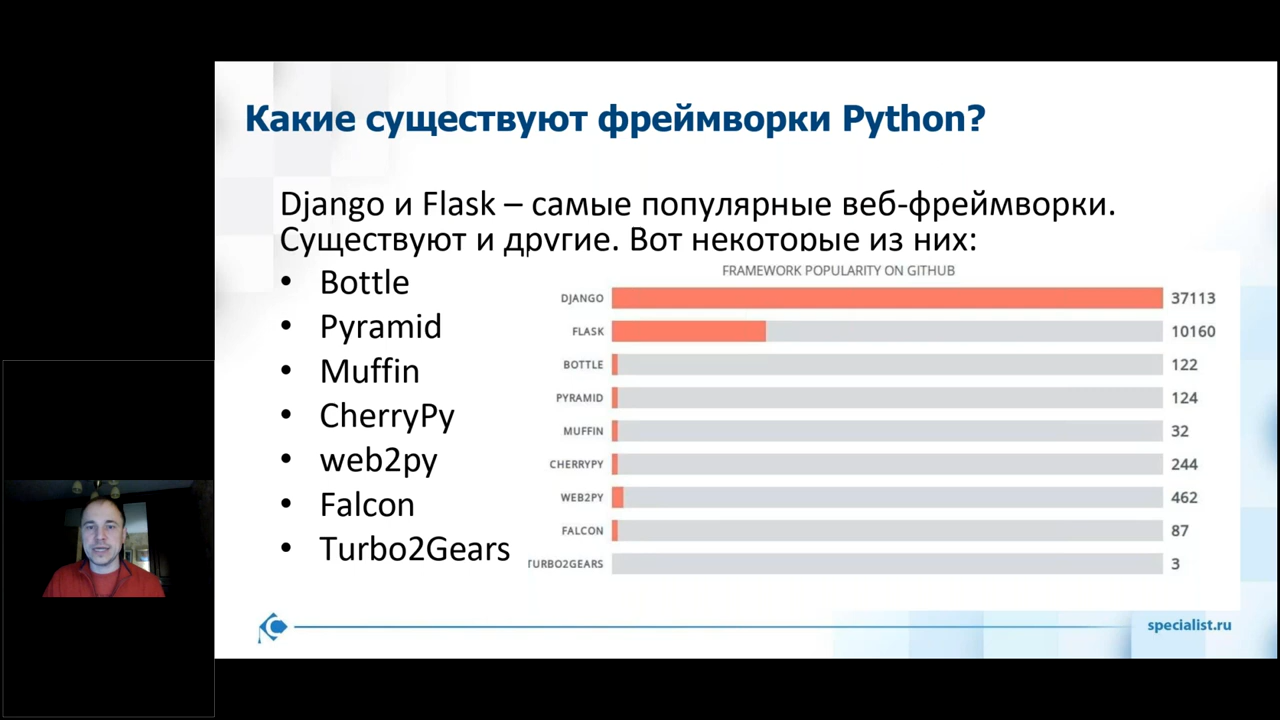 Какие существуют фреймворки Python?
Django и Flask – самые популярные веб-фреймворки.
Существуют и другие. Вот некоторые из них:
• Bottle
• Pyramid
• Muffin
• CherryPy
• web2py
• Falcon
• Turbo2Gears
FRAMEWORK POPULARITY ON GITHUB
DJANGO 37113
FLASK 10160
BOTTLE 122
PYRAMID 124
MUFFIN 32
CHERRYPY 244
WEB2PY 462
FALCON 87
TURBO2GEARS 3
specialist.ru